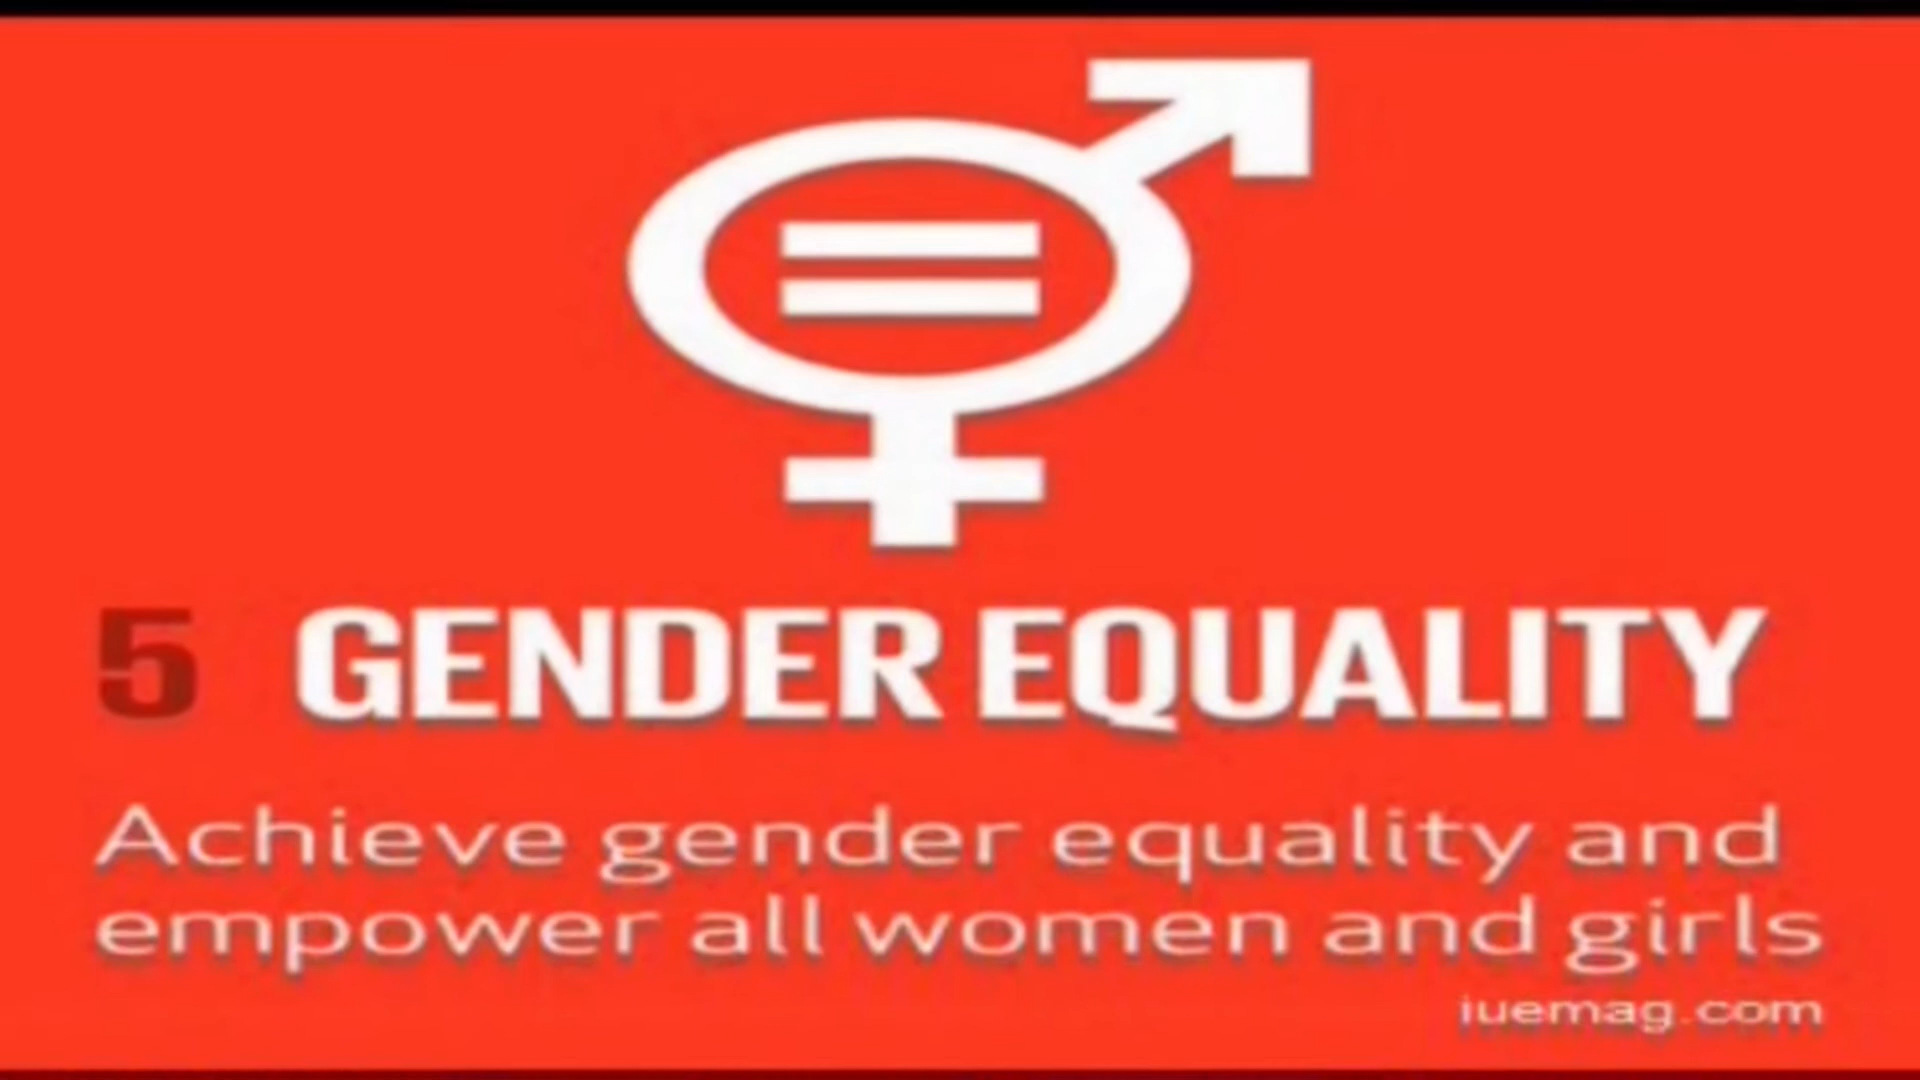 5 GENDER EQUALITY
Achieve gender equality and
empower all women and girls
iuemag.com